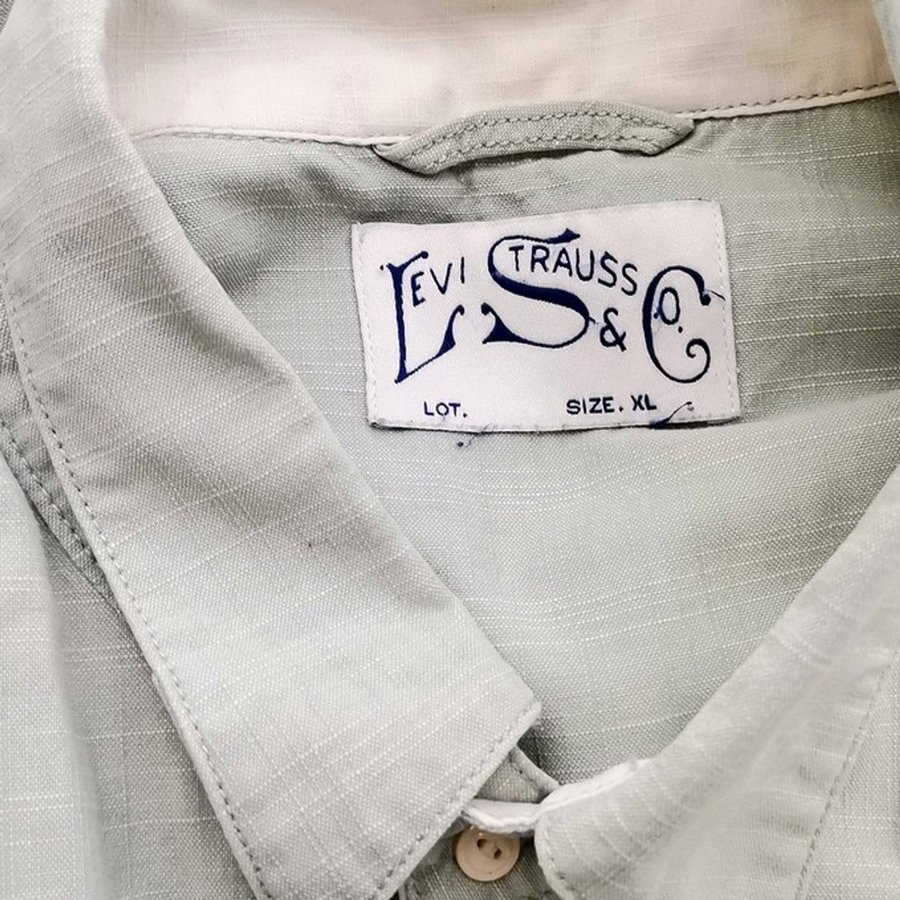 LEVI STRAUSS
& CO.
LOT. SIZE. XL